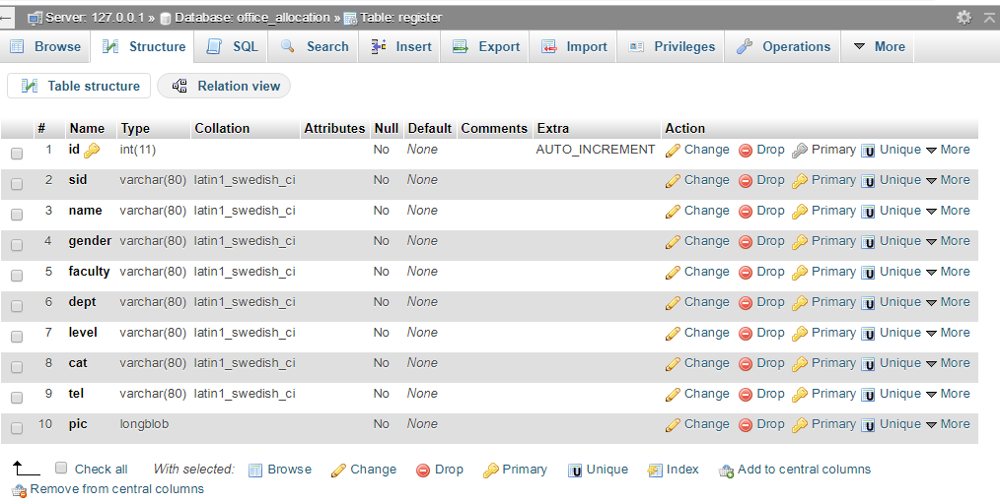 Server: 127.0.0.1 » Database: office_allocation » Table: register
Browse Structure SQL Search Insert Export Import Privileges Operations More
Table structure Relation view
# Name Type Collation Attributes Null Default Comments Extra Action
1 id int(11) No None AUTO_INCREMENT Change Drop Primary Unique More
2 sid varchar(80) latin1_swedish_ci No None Change Drop Primary Unique More
3 name varchar(80) latin1_swedish_ci No None Change Drop Primary Unique More
4 gender varchar(80) latin1_swedish_ci No None Change Drop Primary Unique More
5 faculty varchar(80) latin1_swedish_ci No None Change Drop Primary Unique More
6 dept varchar(80) latin1_swedish_ci No None Change Drop Primary Unique More
7 level varchar(80) latin1_swedish_ci No None Change Drop Primary Unique More
8 cat varchar(80) latin1_swedish_ci No None Change Drop Primary Unique More
9 tel varchar(80) latin1_swedish_ci No None Change Drop Primary Unique More
10 pic longblob No None Change Drop Primary Unique More
Check all With selected: Browse Change Drop Primary Unique Index Add to central columns
Remove from central columns